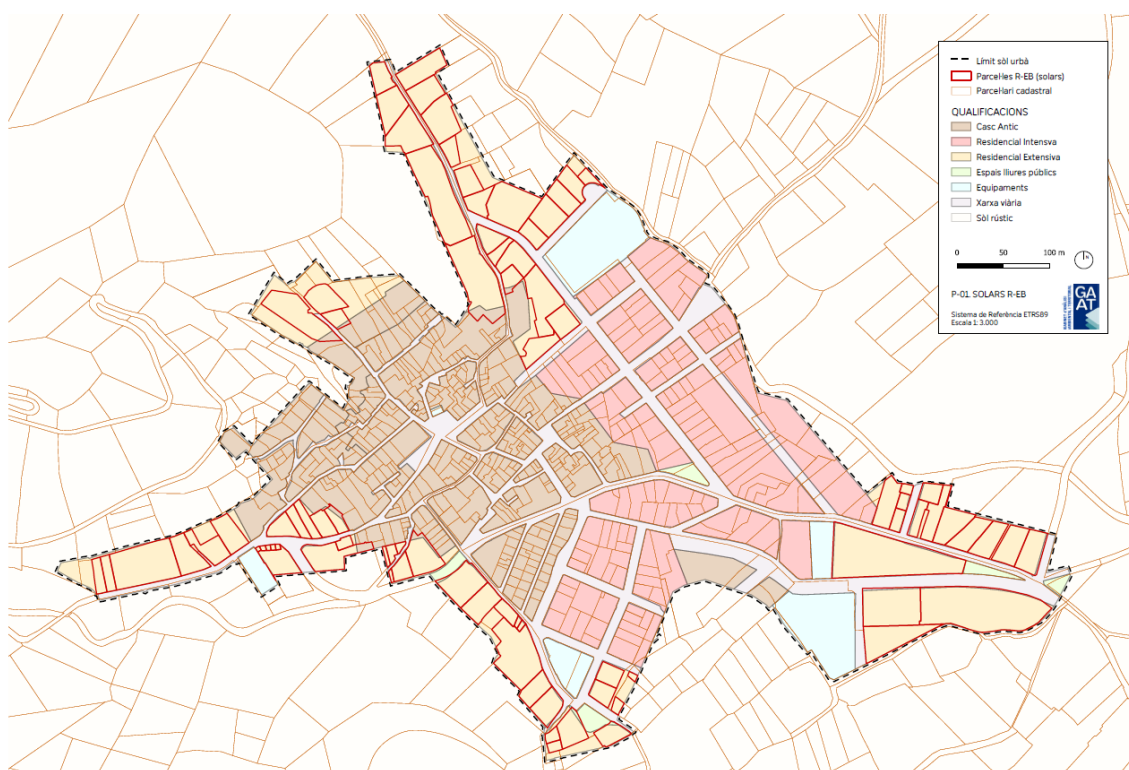 Límit sòl urbà
Parcel·les R-EB (solars)
Parcel·lari cadastral
QUALIFICACIONS
Casc Antic
Residencial Intensva
Residencial Extensiva
Espais lliures públics
Equipaments
Xarxa viària
Sòl rústic
0 50 100 m
N
P-01 SOLARS R-EB
Sistema de Referència ETRS89
Escala 1: 3.000
GA
AT